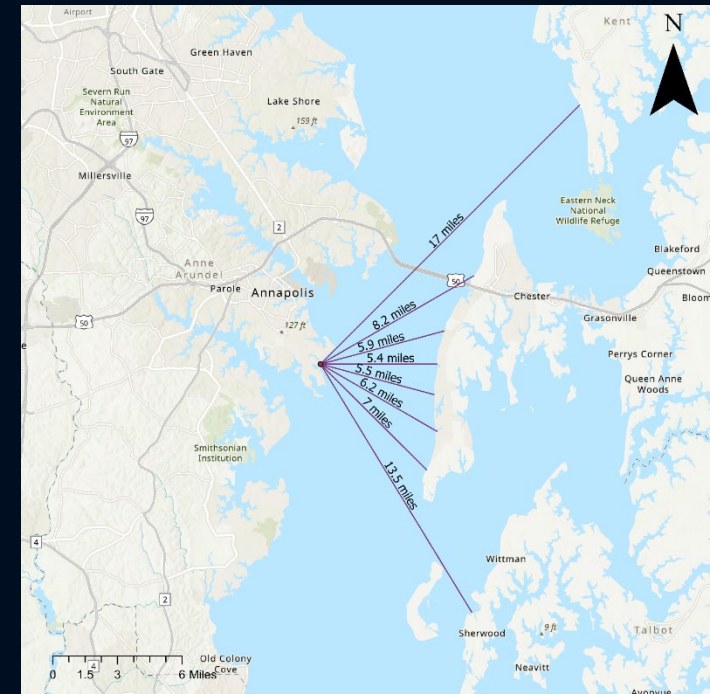 Airport
Kent
N
Green Haven
South Gate
Lake Shore
Severn Run
Natural
Environment
Area
159 ft
97
Millersville
17 miles
Eastern Neck
National
Wildlife Refuge
97
2
Anne
Arundel
Blakeford
Parole
Annapolis
50
Queenstown
Chester
Bloom
8.2 miles
Grasonville
50
127 ft
5.9 miles
5.4 miles
Perrys Corner
5.5 miles
6.2 miles
Queen Anne
Woods
7 miles
Smithsonian
Institution
13.5 miles
4
Wittman
2
Sherwood
9 ft
Talbot
Old Colony
Cove
Neavitt
4
0 1.5 3 6 Miles